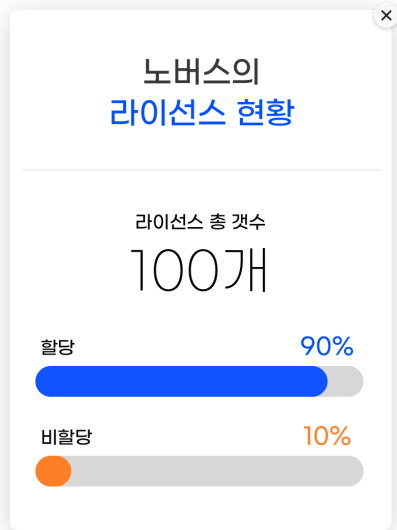 노버스의
라이선스 현황
라이선스 총 갯수
100개
할당 90%
비할당 10%